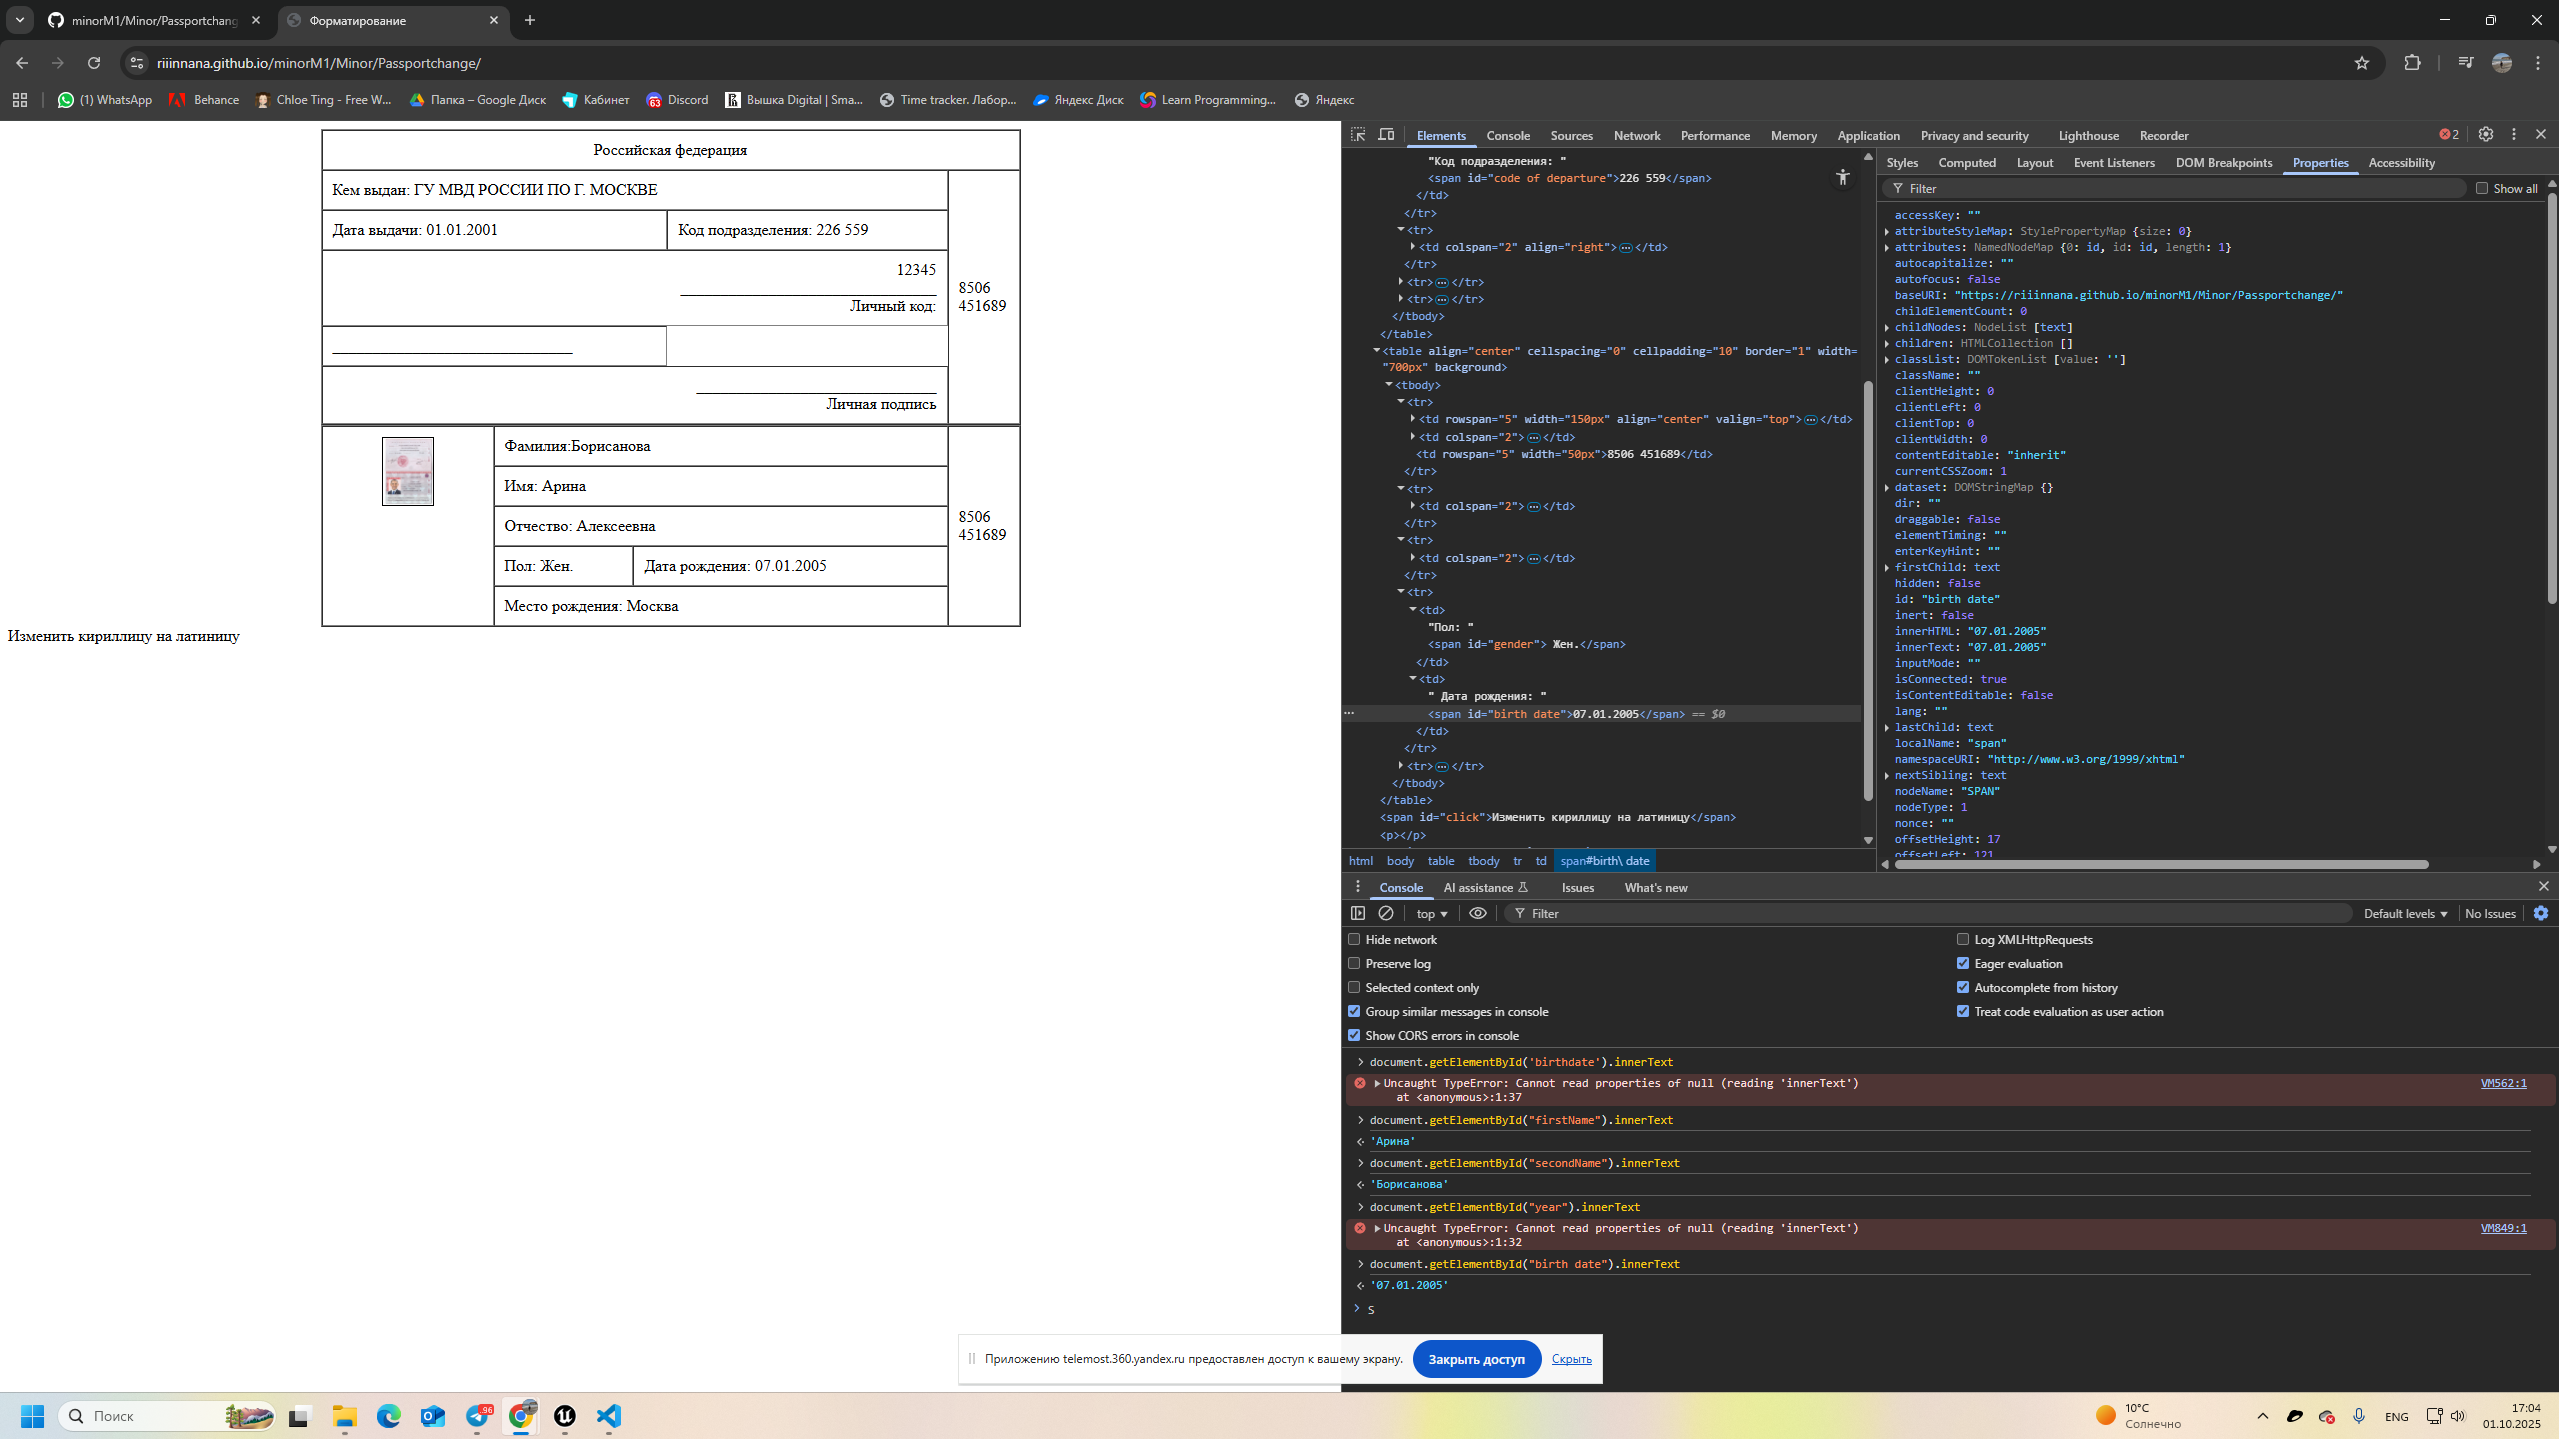 minorM1/Minor/Passportchang
Форматирование
riiinnana.github.io/minorM1/Minor/Passportchange/
(1) WhatsApp
Behance
Chloe Ting - Free W...
Папка – Google Диск
Кабинет
63
Discord
Вышка Digital | Sma...
Time tracker. Лабор...
Яндекс Диск
Learn Programming...
Яндекс
Российская федерация
Кем выдан: ГУ МВД РОССИИ ПО Г. МОСКВЕ
Дата выдачи: 01.01.2001
Код подразделения: 226 559
12345
________________________________
Личный код:
8506
451689
______________________________
______________________________
Личная подпись
Фамилия:Борисанова
Имя: Арина
Отчество: Алексеевна
Пол: Жен.
Дата рождения: 07.01.2005
Место рождения: Москва
8506
451689
Изменить кириллицу на латиницу
Elements
Console
Sources
Network
Performance
Memory
Application
Privacy and security
Lighthouse
Recorder
2
"Код подразделения: "
<span id="code of departure">226 559</span>
</td>
</tr>
<tr>
<td colspan="2" align="right">…</td>
</tr>
<tr>…</tr>
<tr>…</tr>
</tbody>
</table>
<table align="center" cellspacing="0" cellpadding="10" border="1" width=
"700px" background>
<tbody>
<tr>
<td rowspan="5" width="150px" align="center" valign="top">…</td>
<td colspan="2">…</td>
<td rowspan="5" width="50px">8506 451689</td>
</tr>
<tr>
<td colspan="2">…</td>
</tr>
<tr>
<td colspan="2">…</td>
</tr>
<tr>
<td>
"Пол: "
<span id="gender"> Жен.</span>
</td>
<td>
" Дата рождения: "
<span id="birth date">07.01.2005</span> == $0
</td>
</tr>
<tr>…</tr>
</tbody>
</table>
<span id="click">Изменить кириллицу на латиницу</span>
<p></p>
html body table tbody tr td span#birth\ date
Styles
Computed
Layout
Event Listeners
DOM Breakpoints
Properties
Accessibility
Filter
Show all
accessKey: ""
attributeStyleMap: StylePropertyMap {size: 0}
attributes: NamedNodeMap {0: id, id: id, length: 1}
autocapitalize: ""
autofocus: false
baseURI: "https://riiinnana.github.io/minorM1/Minor/Passportchange/"
childElementCount: 0
childNodes: NodeList [text]
children: HTMLCollection []
classList: DOMTokenList [value: '']
className: ""
clientHeight: 0
clientLeft: 0
clientTop: 0
clientWidth: 0
contentEditable: "inherit"
currentCSSZoom: 1
dataset: DOMStringMap {}
dir: ""
draggable: false
elementTiming: ""
enterKeyHint: ""
firstChild: text
hidden: false
id: "birth date"
inert: false
innerHTML: "07.01.2005"
innerText: "07.01.2005"
inputMode: ""
isConnected: true
isContentEditable: false
lang: ""
lastChild: text
localName: "span"
namespaceURI: "http://www.w3.org/1999/xhtml"
nextSibling: text
nodeName: "SPAN"
nodeType: 1
nonce: ""
offsetHeight: 17
offsetLeft: 121
Console
AI assistance
Issues
What's new
top
Filter
Default levels
No Issues
Hide network
Log XMLHttpRequests
Preserve log
Eager evaluation
Selected context only
Autocomplete from history
Group similar messages in console
Treat code evaluation as user action
Show CORS errors in console
document.getElementById('birthdate').innerText
Uncaught TypeError: Cannot read properties of null (reading 'innerText')
VM562:1
at <anonymous>:1:37
document.getElementById("firstName").innerText
'Арина'
document.getElementById("secondName").innerText
'Борисанова'
document.getElementById("year").innerText
Uncaught TypeError: Cannot read properties of null (reading 'innerText')
VM849:1
at <anonymous>:1:32
document.getElementById("birth date").innerText
'07.01.2005'
S
Приложению telemost.360.yandex.ru предоставлен доступ к вашему экрану.
Закрыть доступ
Скрыть
Поиск
96
10°C
Солнечно
ENG
17:04
01.10.2025